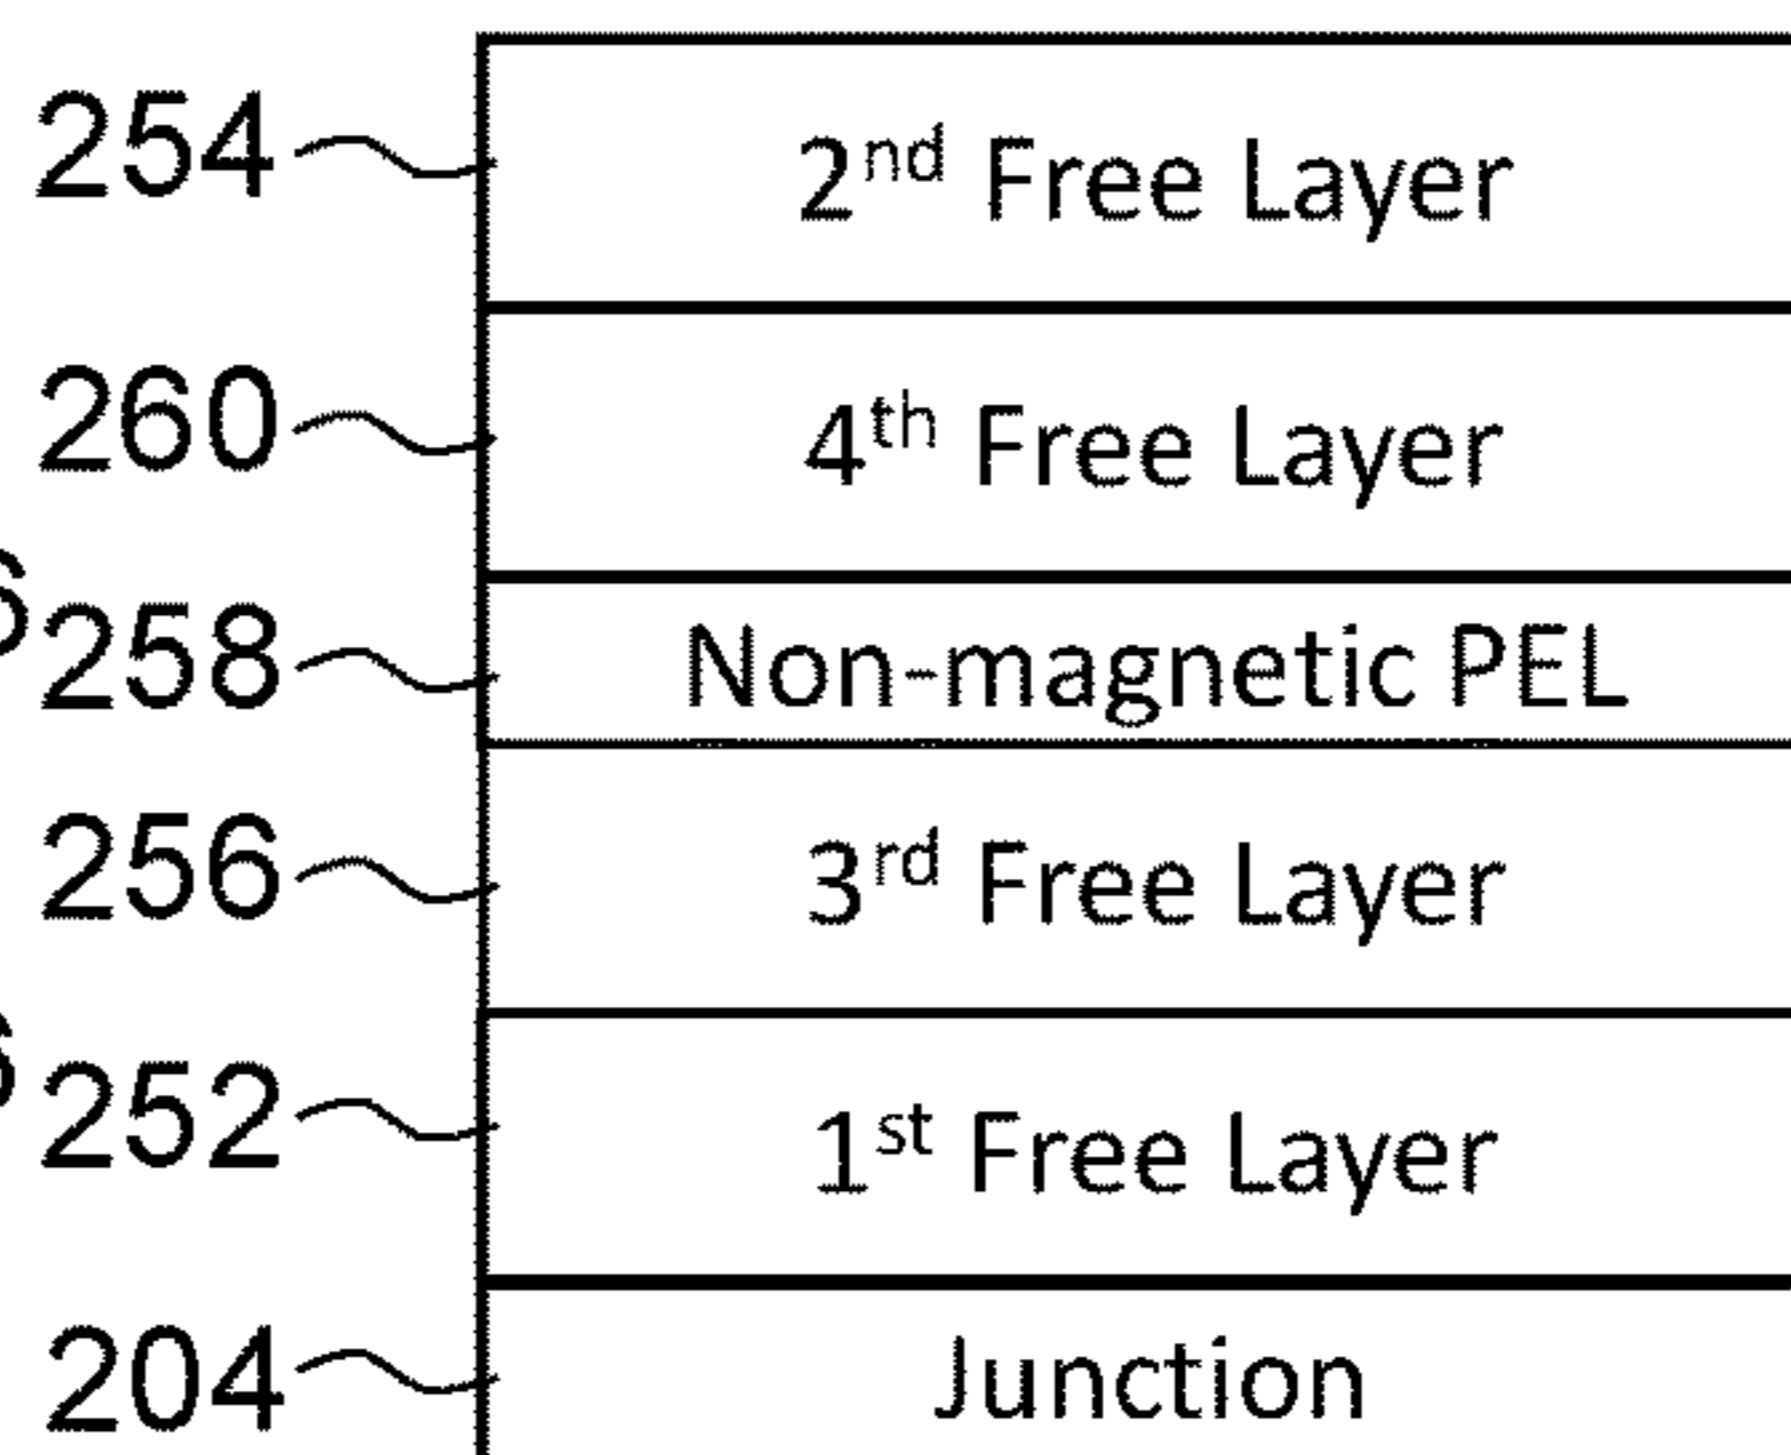 254 2nd Free Layer
260 4th Free Layer
258 Non-magnetic PEL
256 3rd Free Layer
252 1st Free Layer
204 Junction